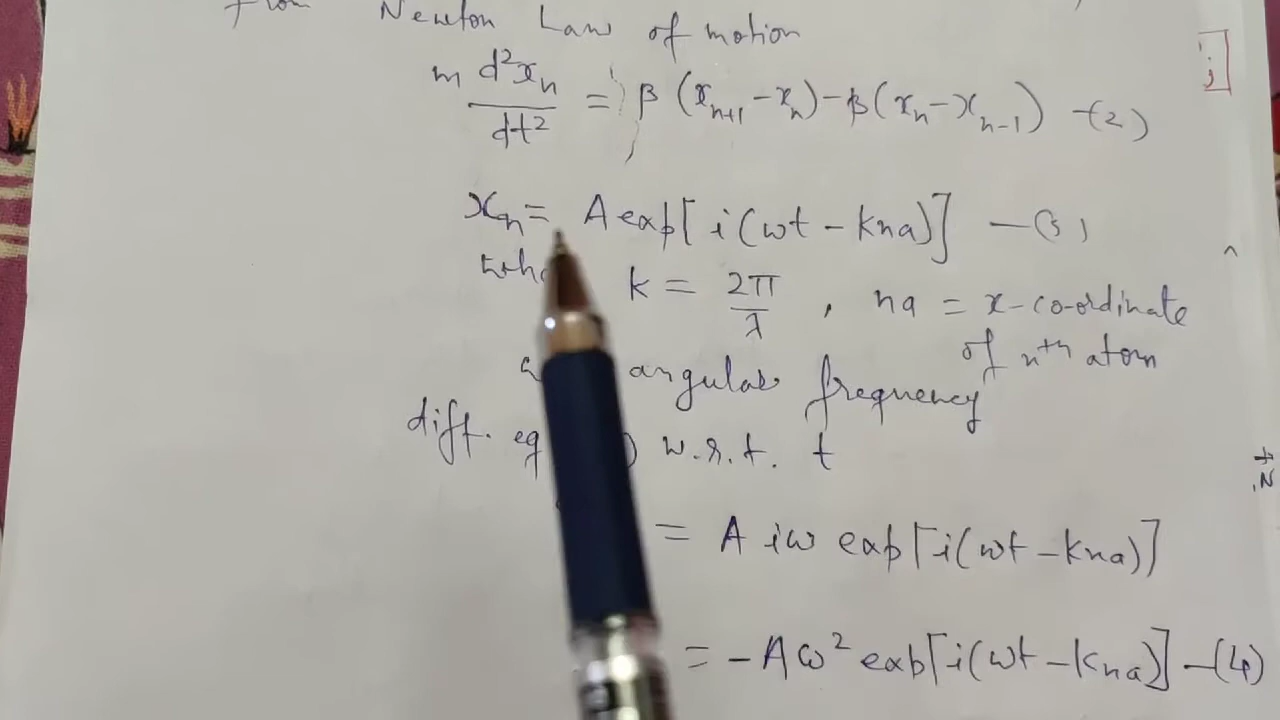 From Newton Law of motion
m d²xₙ/dt² = β (xₙ₊₁ - xₙ) - β (xₙ - xₙ₋₁) -(2)
xₙ = A exp[i(ωt - kna)] -(3)
k = 2π/λ , na = x-co-ordinate
of nᵗʰ atom
angular frequency
diff. eq w.r.t. t
= A iω exp[i(ωt - kna)]
= -Aω² exp[i(ωt - kna)] -(4)